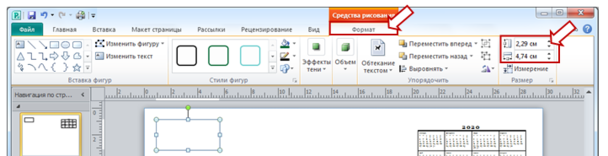 Средства рисован
Файл Главная Вставка Макет страницы Рассылки Рецензирование Вид Формат
Изменить фигуру
Изменить текст
Вставка фигур
Стили фигур
Эффекты тени
Объем
Обтекание текстом
Переместить вперед
Переместить назад
Выровнять
Упорядочить
2,29 см
4,74 см
Измерение
Размер
Навигация по стр...
2020